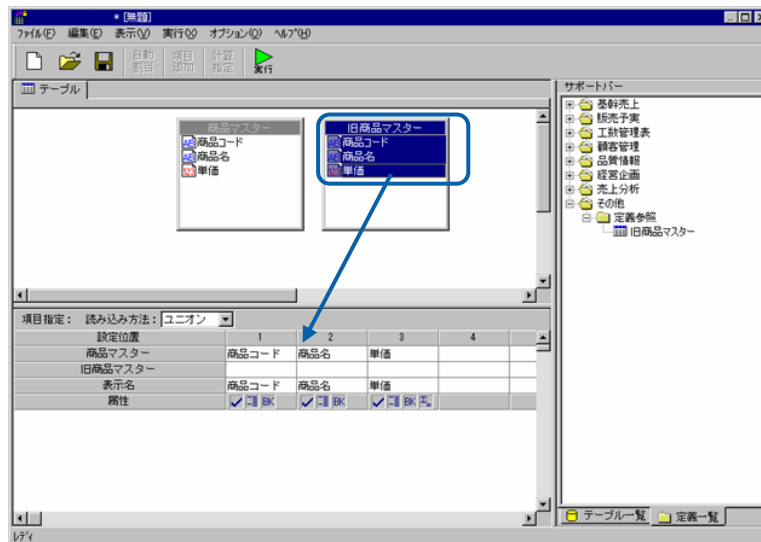 * [無題]
ファイル(F) 編集(E) 表示(V) 実行(X) オプション(O) ヘルプ(H)
自動割当 項目追加 計算指定 実行
テーブル
商品マスター
商品コード
商品名
単価
旧商品マスター
商品コード
商品名
単価
項目指定: 読み込み方法: ユニオン
設定位置 1 2 3 4
商品マスター 商品コード 商品名 単価
旧商品マスター
表示名 商品コード 商品名 単価
属性 BK BK BK
サポートバー
基幹売上
販売予実
工数管理表
顧客管理
品質情報
経営企画
売上分析
その他
定義参照
旧商品マスター
テーブル一覧 定義一覧
レディ